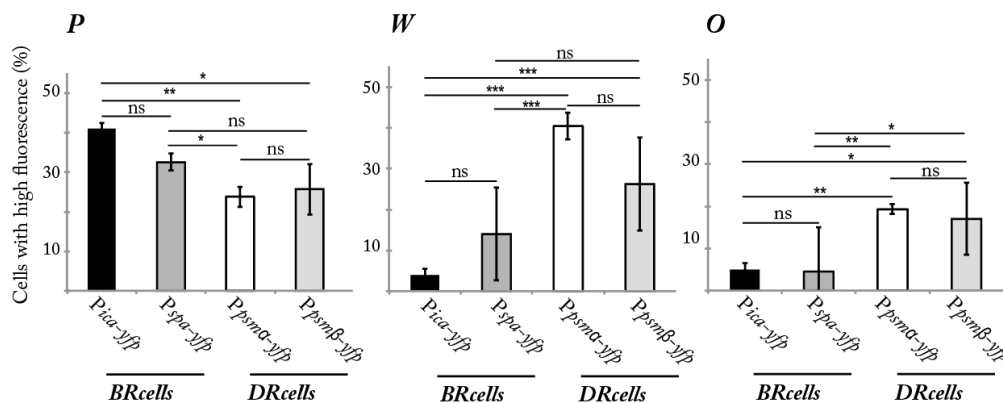 P W O
Cells with high fluorescence (%)
50
30
10
*
**
ns
ns
*
ns
50
30
10
ns
***
***
***
ns
ns
50
30
10
*
**
*
ns
**
ns
Pica-yfp Pspa-yfp Ppsmα-yfp Ppsmβ-yfp
BRcells DRcells
Pica-yfp Pspa-yfp Ppsmα-yfp Ppsmβ-yfp
BRcells DRcells
Pica-yfp Pspa-yfp Ppsmα-yfp Ppsmβ-yfp
BRcells DRcells